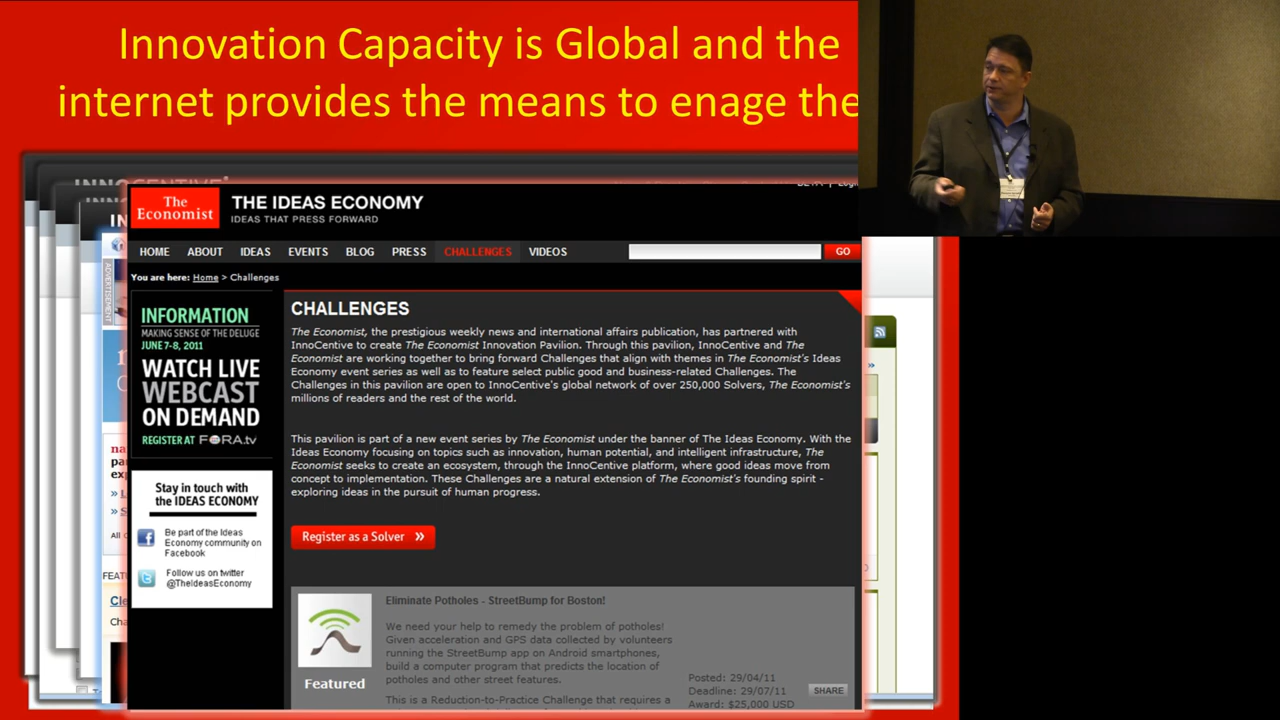 Innovation Capacity is Global and the
internet provides the means to enage the
INNOCENTIVE
IN
The
Economist
THE IDEAS ECONOMY
IDEAS THAT PRESS FORWARD
HOME ABOUT IDEAS EVENTS BLOG PRESS CHALLENGES VIDEOS GO
You are here: Home > Challenges
ADVERTISEMENT
INFORMATION
MAKING SENSE OF THE DELUGE
JUNE 7-8, 2011
WATCH LIVE
WEBCAST
ON DEMAND
REGISTER AT FORA.tv
Stay in touch with
the IDEAS ECONOMY
Be part of the Ideas
Economy community on
Facebook
Follow us on twitter
@TheIdeasEconomy
CHALLENGES
The Economist, the prestigious weekly news and international affairs publication, has partnered with
InnoCentive to create The Economist Innovation Pavilion. Through this pavilion, InnoCentive and The
Economist are working together to bring forward Challenges that align with themes in The Economist's Ideas
Economy event series as well as to feature select public good and business-related Challenges. The
Challenges in this pavilion are open to InnoCentive's global network of over 250,000 Solvers, The Economist's
millions of readers and the rest of the world.
This pavilion is part of a new event series by The Economist under the banner of The Ideas Economy. With the
Ideas Economy focusing on topics such as innovation, human potential, and intelligent infrastructure, The
Economist seeks to create an ecosystem, through the InnoCentive platform, where good ideas move from
concept to implementation. These Challenges are a natural extension of The Economist's founding spirit -
exploring ideas in the pursuit of human progress.
Register as a Solver »
Featured
Eliminate Potholes - StreetBump for Boston!
We need your help to remedy the problem of potholes!
Given acceleration and GPS data collected by volunteers
running the StreetBump app on Android smartphones,
build a computer program that predicts the location of
potholes and other street features.
This is a Reduction-to-Practice Challenge that requires a
Posted: 29/04/11
Deadline: 29/07/11
Award: $25,000 USD
SHARE